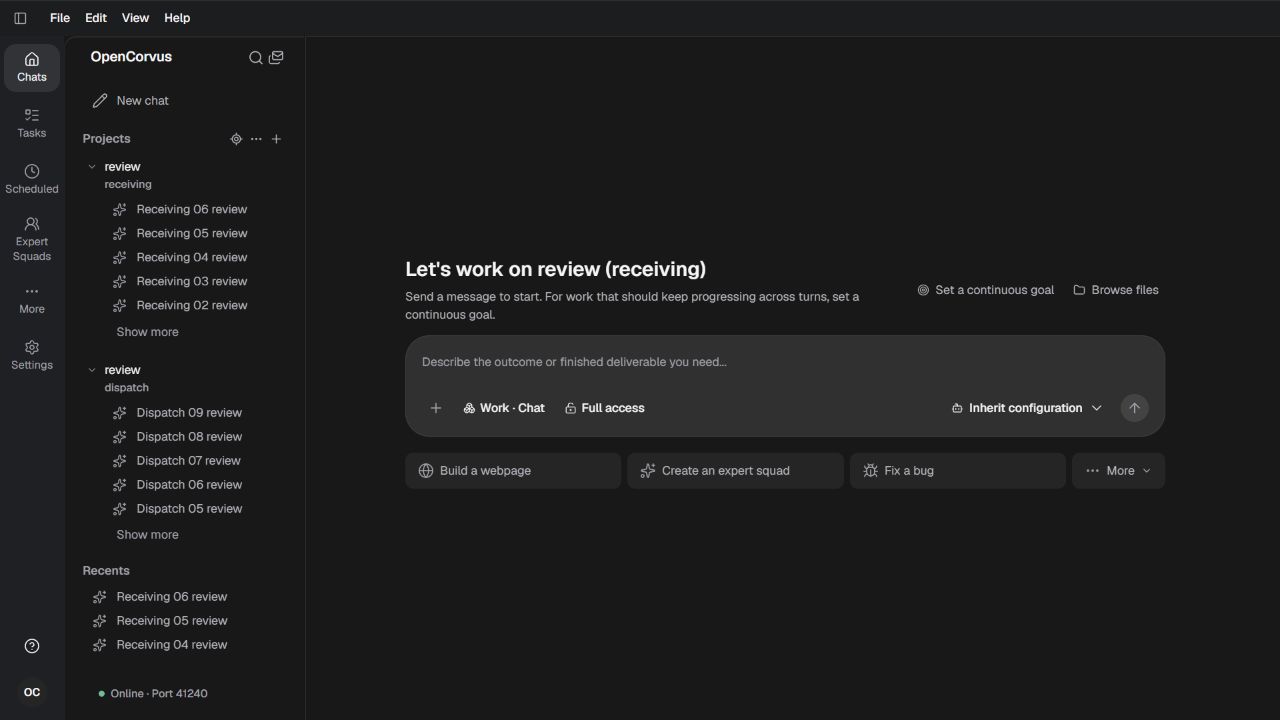 File Edit View Help
Chats
Tasks
Scheduled
Expert
Squads
More
Settings
OC
OpenCorvus
New chat
Projects
review
receiving
Receiving 06 review
Receiving 05 review
Receiving 04 review
Receiving 03 review
Receiving 02 review
Show more
review
dispatch
Dispatch 09 review
Dispatch 08 review
Dispatch 07 review
Dispatch 06 review
Dispatch 05 review
Show more
Recents
Receiving 06 review
Receiving 05 review
Receiving 04 review
Online · Port 41240
Let's work on review (receiving)
Send a message to start. For work that should keep progressing across turns, set a
continuous goal.
Set a continuous goal
Browse files
Describe the outcome or finished deliverable you need...
Work · Chat
Full access
Inherit configuration
Build a webpage
Create an expert squad
Fix a bug
More